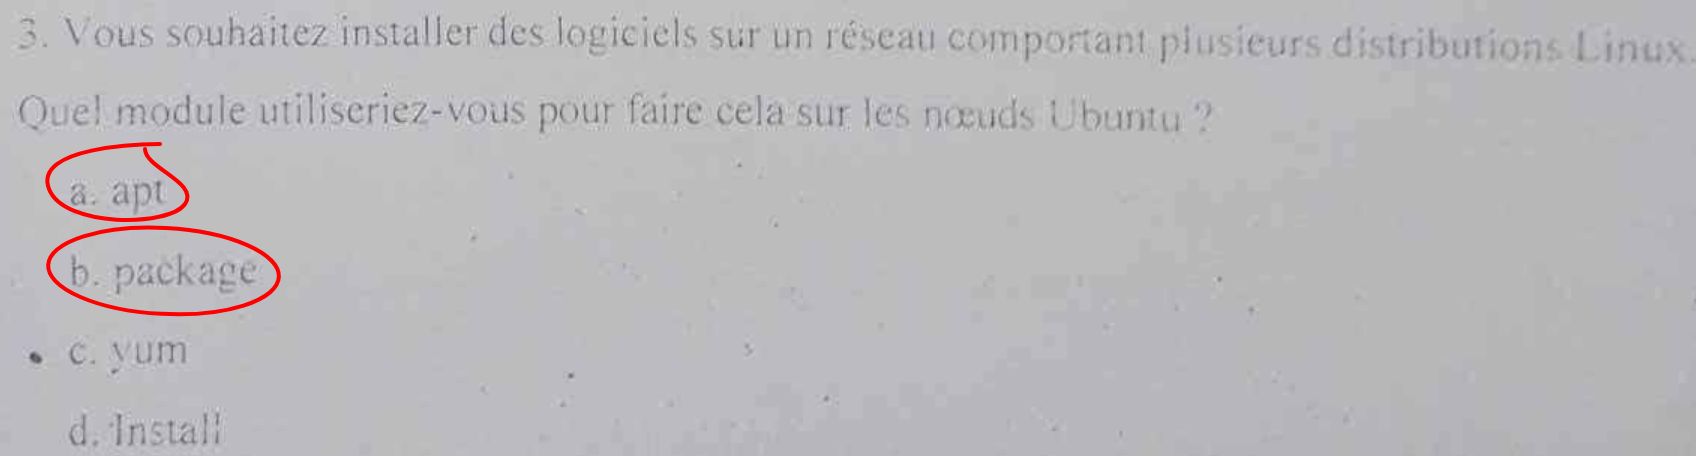 3. Vous souhaitez installer des logiciels sur un réseau comportant plusieurs distributions Linux.
Quel module utiliseriez-vous pour faire cela sur les nœuds Ubuntu ?
a. apt
b. package
c. yum
d. Install